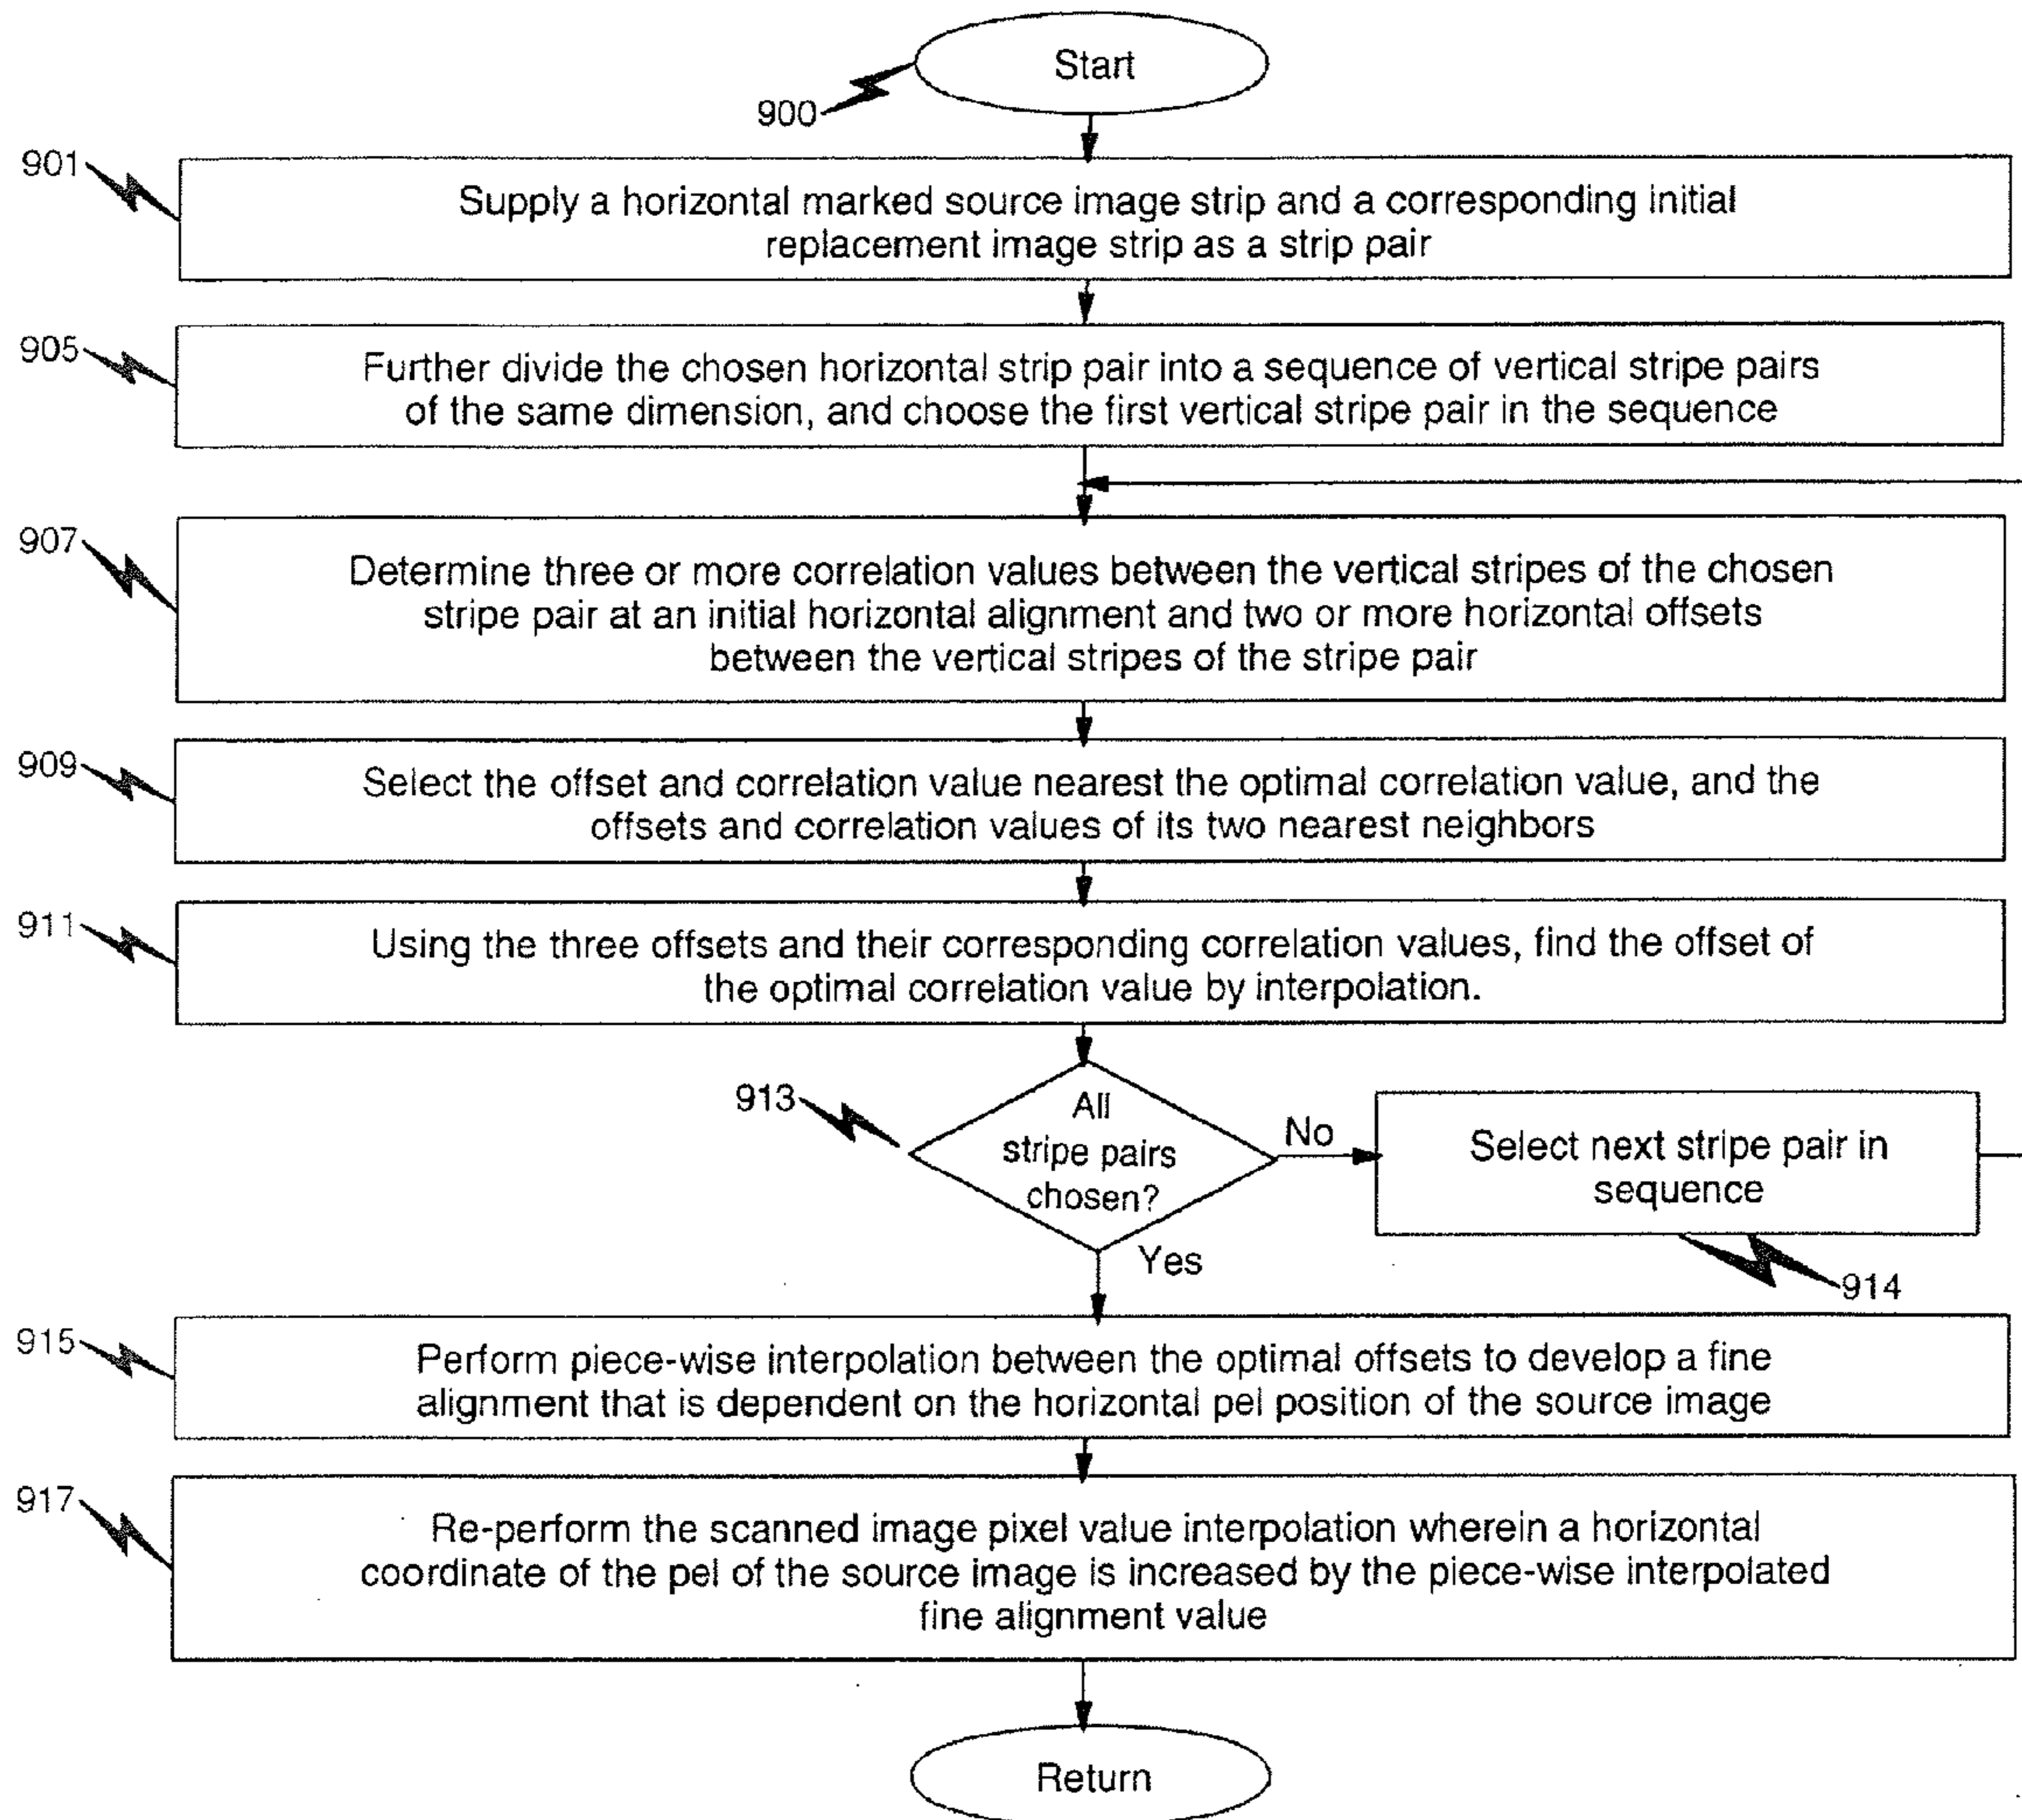 Start
900
901
Supply a horizontal marked source image strip and a corresponding initial
replacement image strip as a strip pair
905
Further divide the chosen horizontal strip pair into a sequence of vertical stripe pairs
of the same dimension, and choose the first vertical stripe pair in the sequence
907
Determine three or more correlation values between the vertical stripes of the chosen
stripe pair at an initial horizontal alignment and two or more horizontal offsets
between the vertical stripes of the stripe pair
909
Select the offset and correlation value nearest the optimal correlation value, and the
offsets and correlation values of its two nearest neighbors
911
Using the three offsets and their corresponding correlation values, find the offset of
the optimal correlation value by interpolation.
913
All
stripe pairs
chosen?
No
Select next stripe pair in
sequence
Yes
914
915
Perform piece-wise interpolation between the optimal offsets to develop a fine
alignment that is dependent on the horizontal pel position of the source image
917
Re-perform the scanned image pixel value interpolation wherein a horizontal
coordinate of the pel of the source image is increased by the piece-wise interpolated
fine alignment value
Return